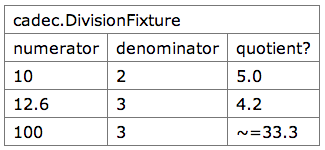 cadec.DivisionFixture
numerator denominator quotient?
10 2 5.0
12.6 3 4.2
100 3 ~=33.3